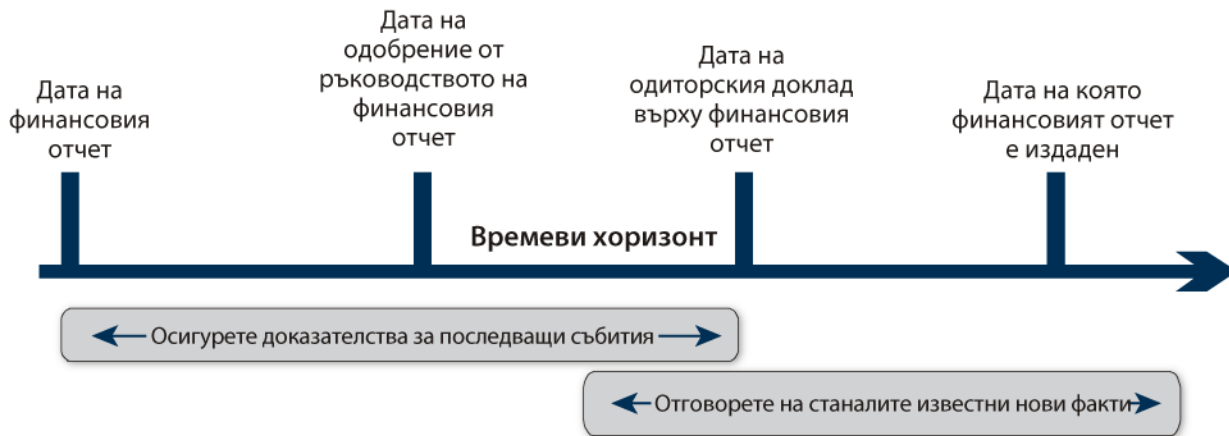 Дата на
финансовия
отчет
Дата на
одобрение от
ръководството на
финансовия
отчет
Дата на
одиторския доклад
върху финансовия
отчет
Дата на която
финансовият отчет
е издаден
Времеви хоризонт
Осигурете доказателства за последващи събития
Отговорете на станалите известни нови факти